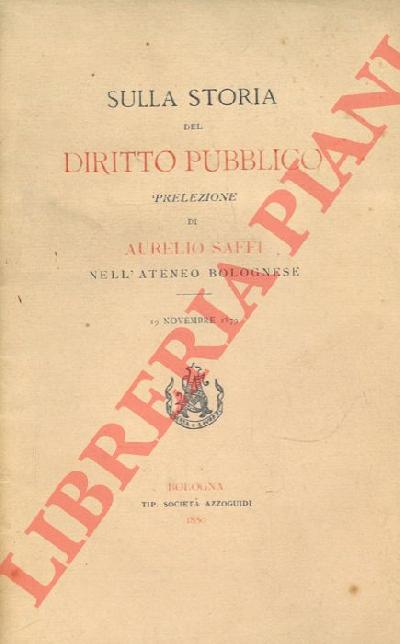 SULLA STORIA
DEL
DIRITTO PUBBLICO
PRELEZIONE
DI
AURELIO SAFFI
NELL'ATENEO BOLOGNESE
19 NOVEMBRE 1879
BOLOGNA
TIP. SOCIETÀ AZZOGUIDI
1880
LIBRERIA PIANI